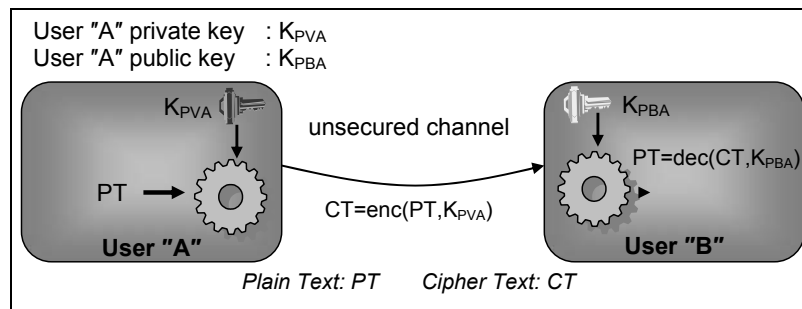 User "A" private key : KPVA
User "A" public key : KPBA
KPVA
KPBA
unsecured channel
PT=dec(CT,KPBA)
PT
CT=enc(PT,KPVA)
User "A"
User "B"
Plain Text: PT Cipher Text: CT